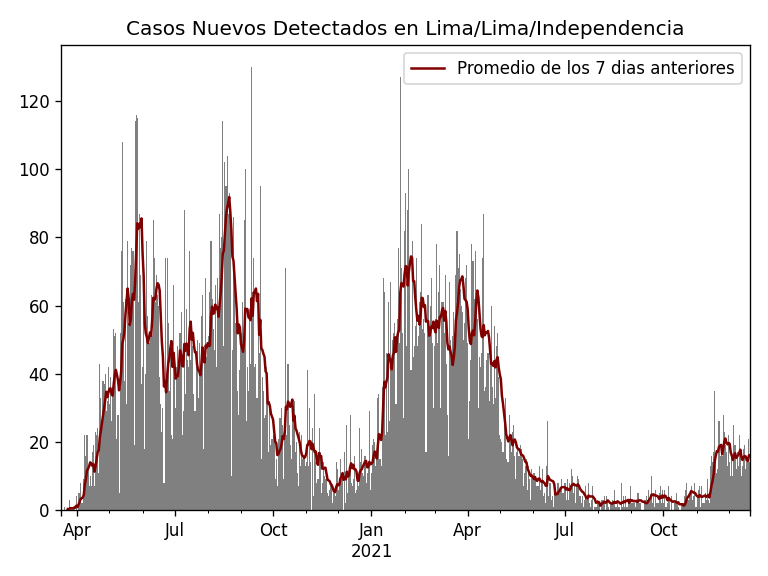 Casos Nuevos Detectados en Lima/Lima/Independencia
Promedio de los 7 dias anteriores
120
100
80
60
40
20
0
Apr Jul Oct Jan Apr Jul Oct
2021